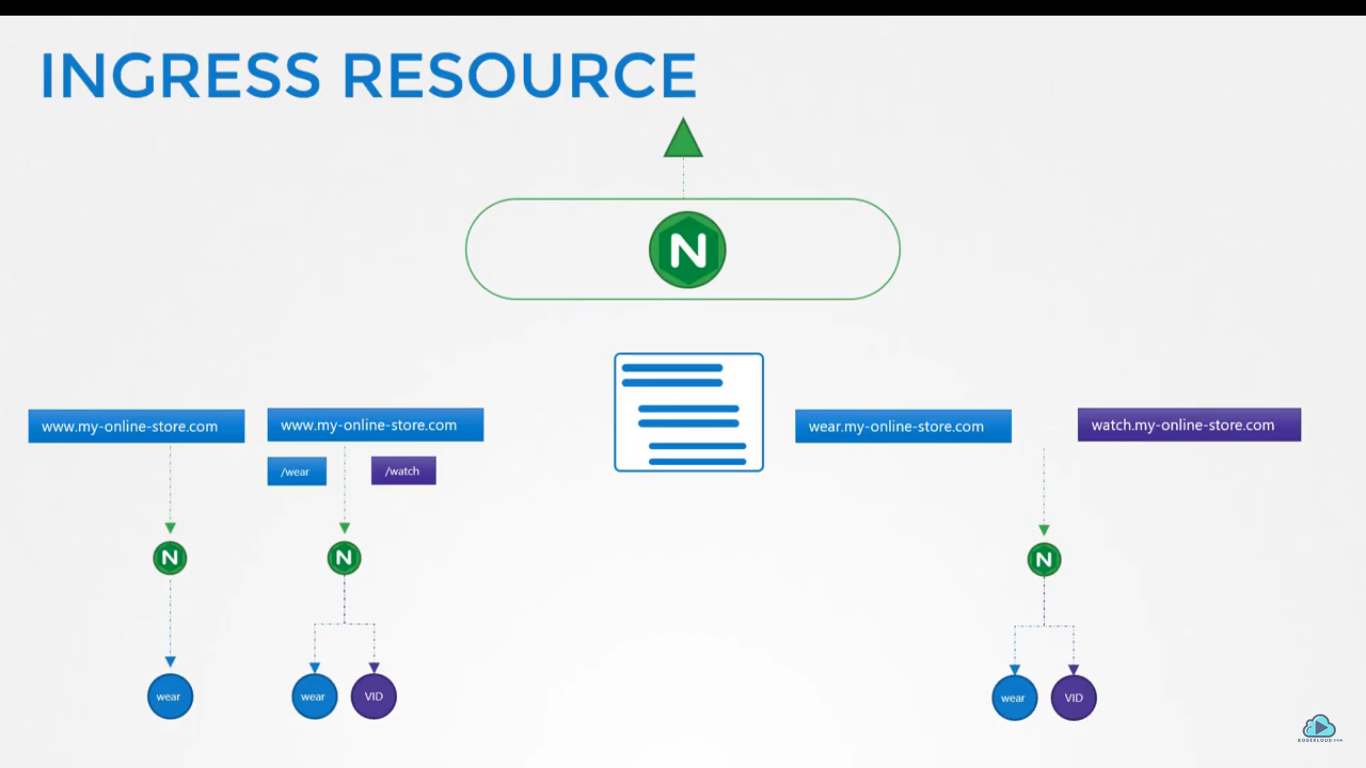 INGRESS RESOURCE
N
www.my-online-store.com
www.my-online-store.com
/wear
/watch
wear.my-online-store.com
watch.my-online-store.com
N
N
N
wear
wear
VID
wear
VID
KODEKLOUD.COM